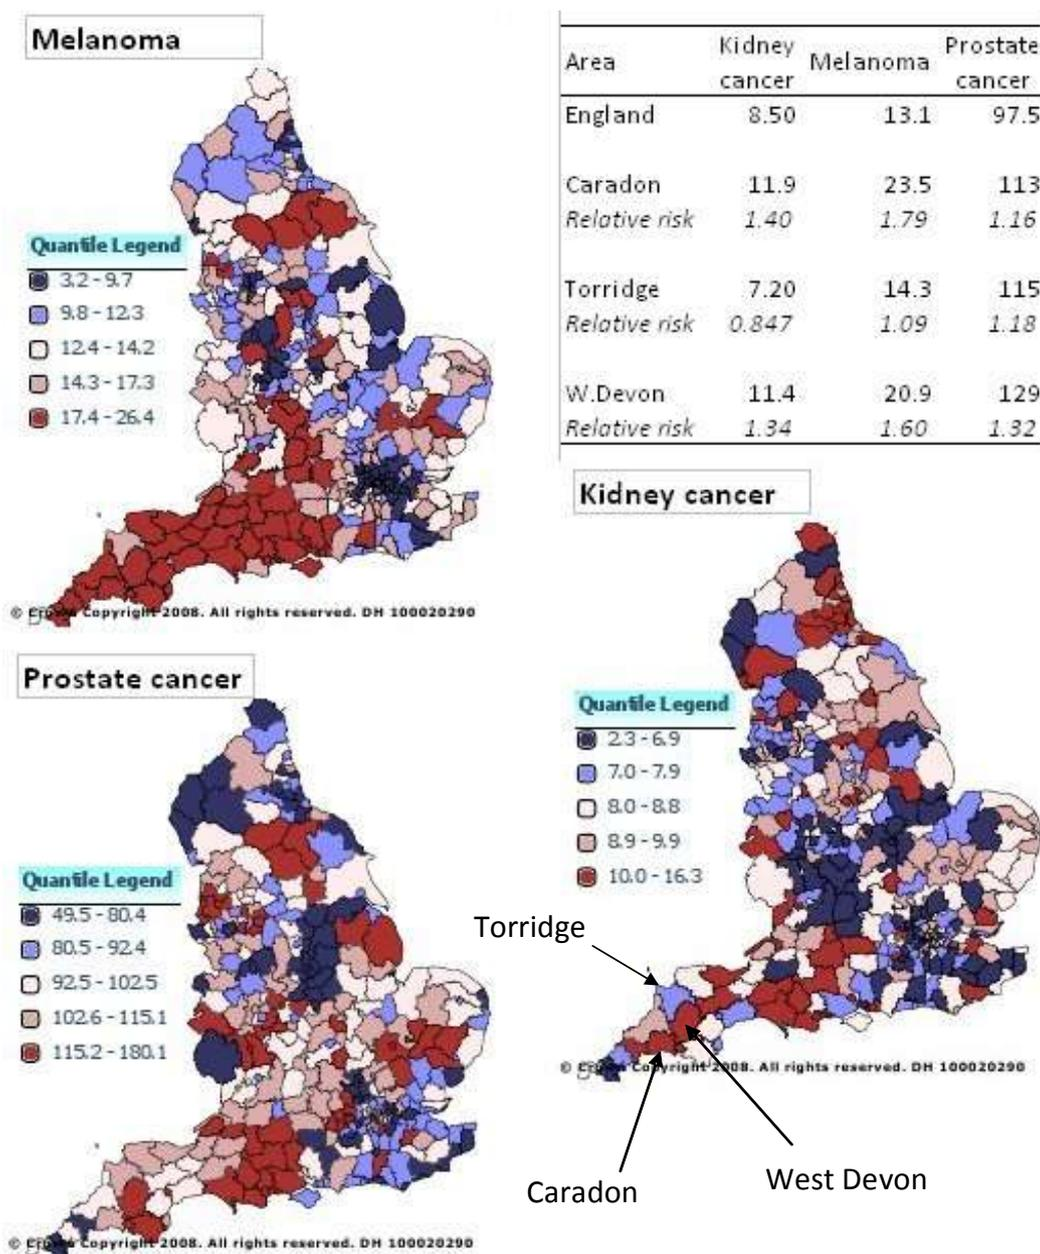 Melanoma
Quantile Legend
3.2 - 9.7
9.8 - 12.3
12.4 - 14.2
14.3 - 17.3
17.4 - 26.4
Copyright 2008. All rights reserved. DH 100020290
Area Kidney cancer Melanoma Prostate cancer
England 8.50 13.1 97.5
Caradon 11.9 23.5 113
Relative risk 1.40 1.79 1.16
Torridge 7.20 14.3 115
Relative risk 0.847 1.09 1.18
W.Devon 11.4 20.9 129
Relative risk 1.34 1.60 1.32
Kidney cancer
Quantile Legend
2.3 - 6.9
7.0 - 7.9
8.0 - 8.8
8.9 - 9.9
10.0 - 16.3
© Crown Copyright 2008. All rights reserved. DH 100020290
Torridge
Caradon
West Devon
Prostate cancer
Quantile Legend
49.5 - 80.4
80.5 - 92.4
92.5 - 102.5
102.6 - 115.1
115.2 - 180.1
© Crown Copyright 2008. All rights reserved. DH 100020290